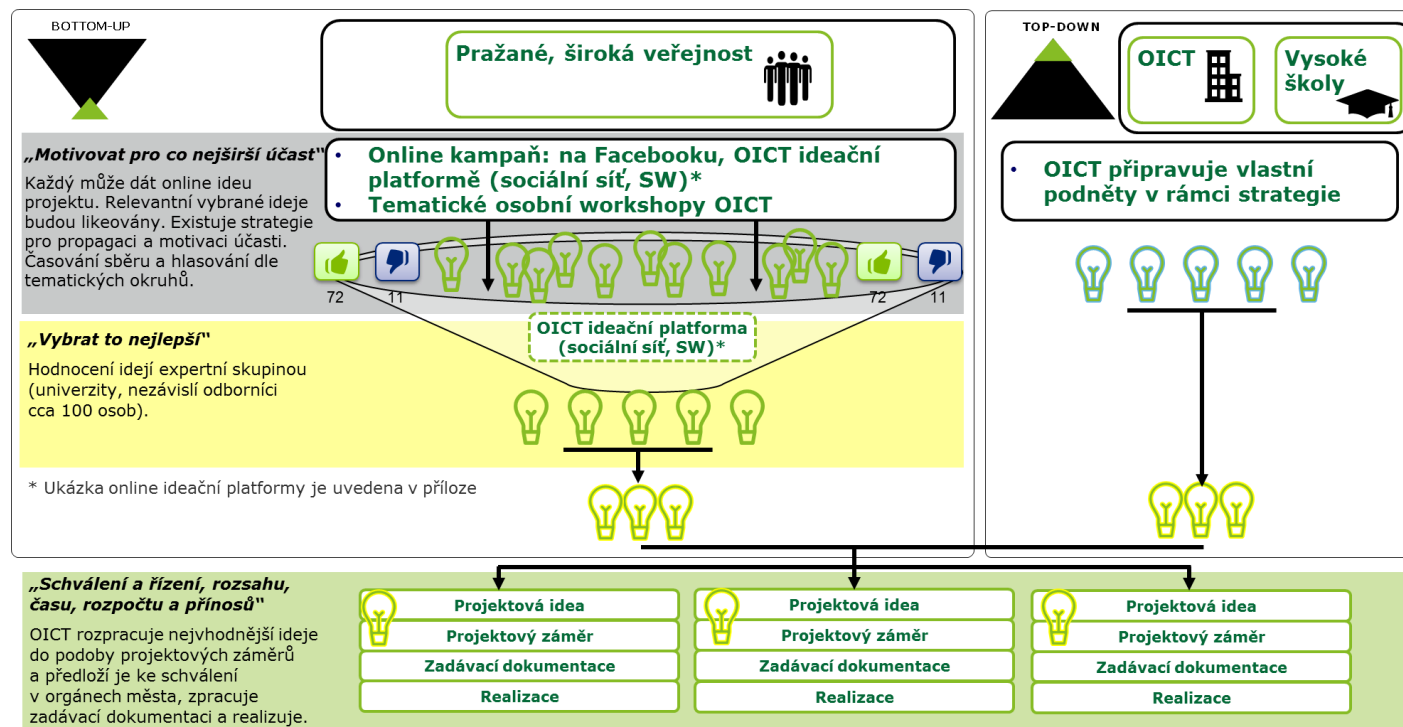 BOTTOM-UP
Pražané, široká veřejnost
„Motivovat pro co nejširší účast“
Každý může dát online ideu
projektu. Relevantní vybrané ideje
budou likeovány. Existuje strategie
pro propagaci a motivaci účasti.
Časování sběru a hlasování dle
tematických okruhů.
• Online kampaň: na Facebooku, OICT ideační
platformě (sociální síť, SW)*
• Tematické osobní workshopy OICT
72
11
72
11
„Vybrat to nejlepší“
Hodnocení idejí expertní skupinou
(univerzity, nezávislí odborníci
cca 100 osob).
OICT ideační platforma
(sociální síť, SW)*
* Ukázka online ideační platformy je uvedena v příloze
TOP-DOWN
OICT
Vysoké
školy
• OICT připravuje vlastní
podněty v rámci strategie
„Schválení a řízení, rozsahu,
času, rozpočtu a přínosů“
OICT rozpracuje nejvhodnější ideje
do podoby projektových záměrů
a předloží je ke schválení
v orgánech města, zpracuje
zadávací dokumentaci a realizuje.
Projektová idea
Projektový záměr
Zadávací dokumentace
Realizace
Projektová idea
Projektový záměr
Zadávací dokumentace
Realizace
Projektová idea
Projektový záměr
Zadávací dokumentace
Realizace